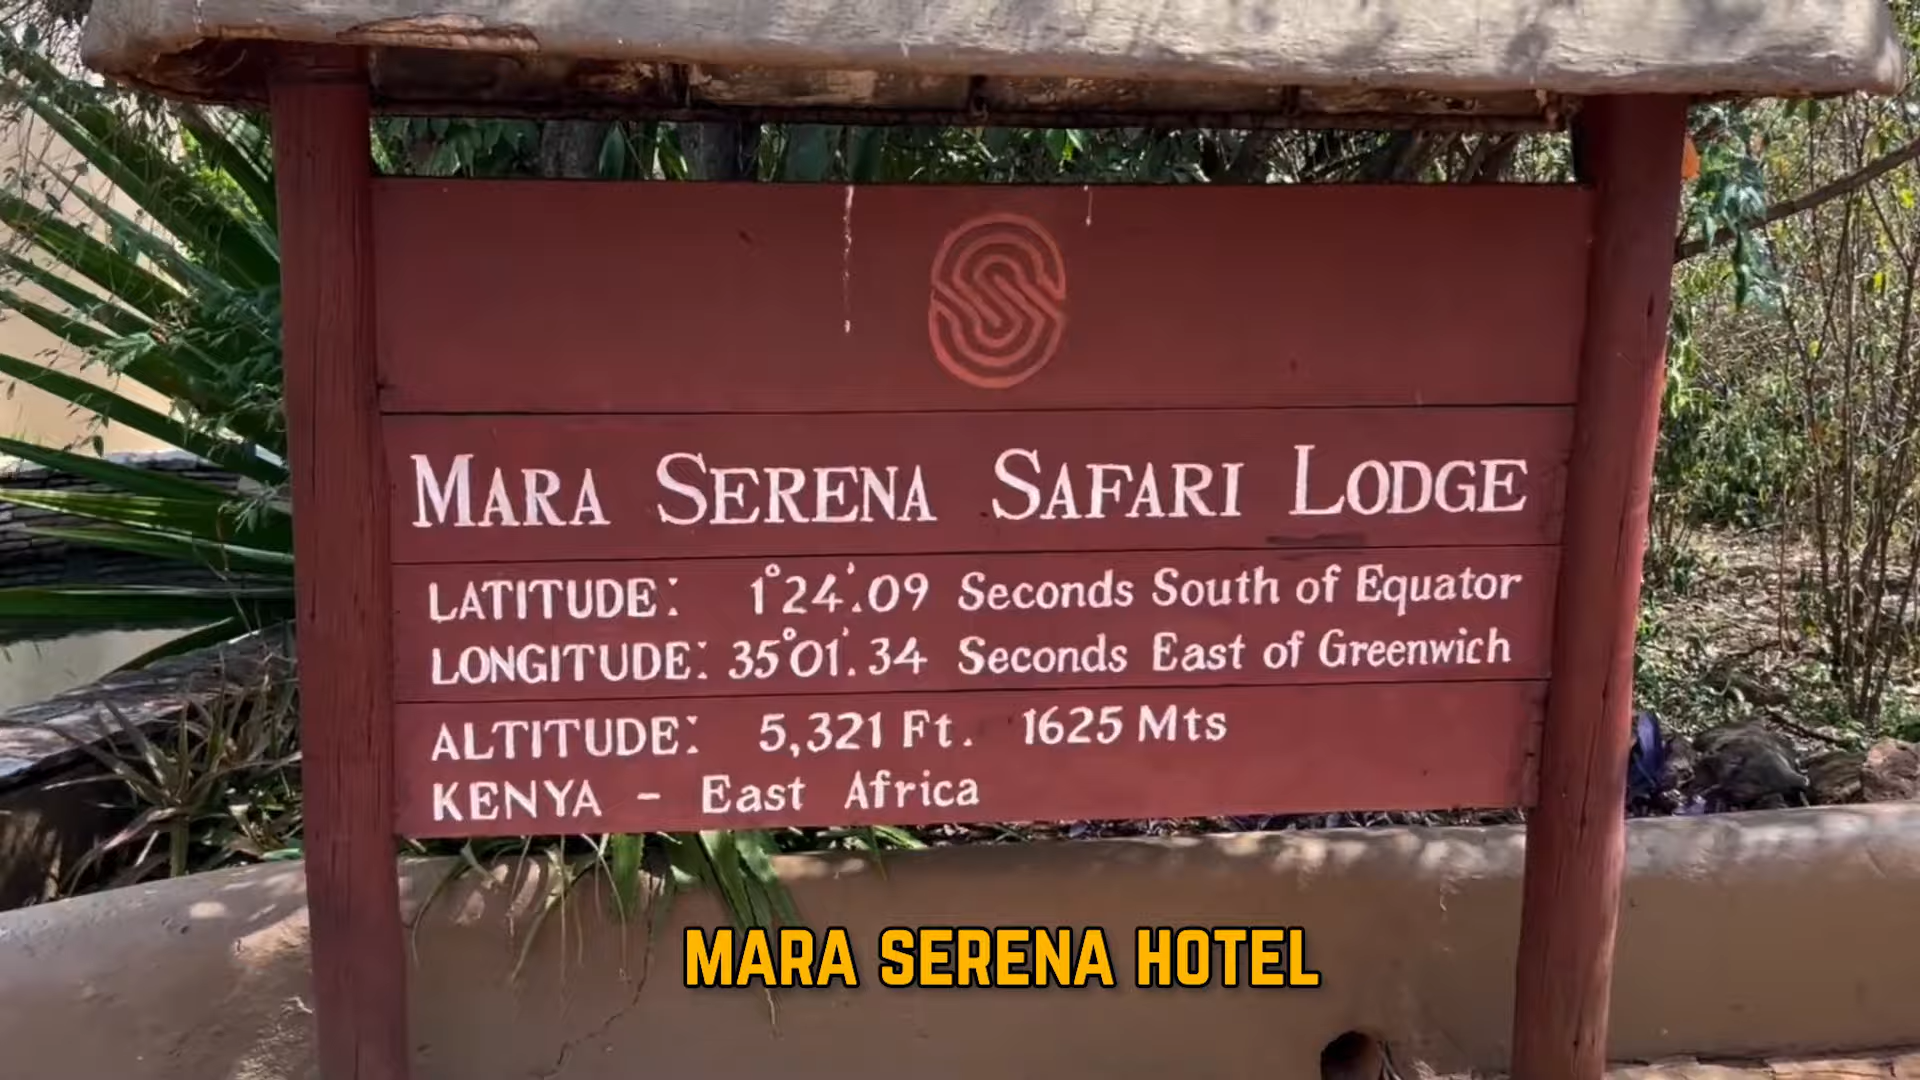 MARA SERENA SAFARI LODGE
LATITUDE: 1°24'.09 Seconds South of Equator
LONGITUDE: 35°01'.34 Seconds East of Greenwich
ALTITUDE: 5,321 Ft. 1625 Mts
KENYA - East Africa
MARA SERENA HOTEL